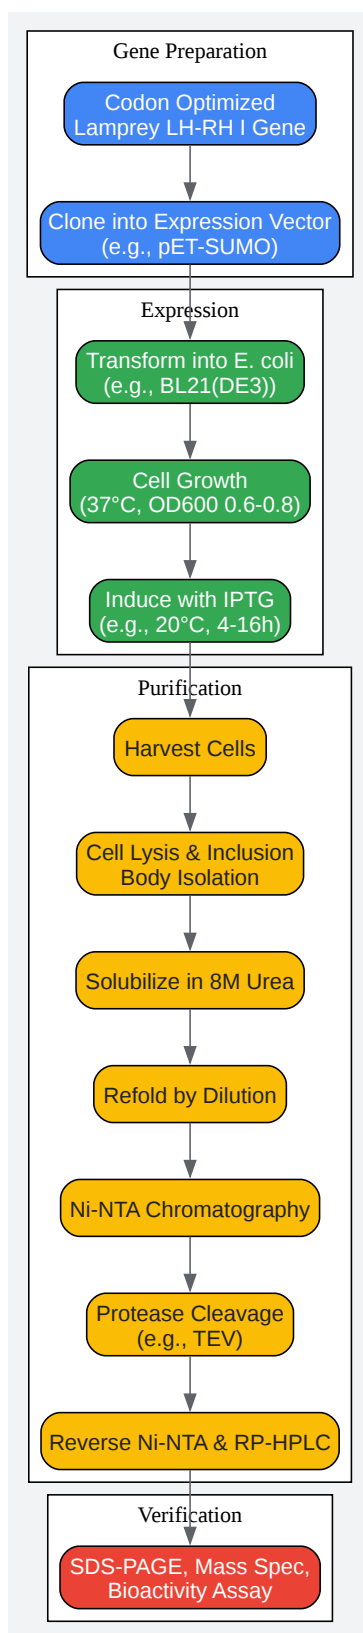 Gene Preparation
Codon Optimized
Lamprey LH-RH I Gene
Clone into Expression Vector
(e.g., pET-SUMO)
Expression
Transform into E. coli
(e.g., BL21(DE3))
Cell Growth
(37°C, OD600 0.6-0.8)
Induce with IPTG
(e.g., 20°C, 4-16h)
Purification
Harvest Cells
Cell Lysis & Inclusion
Body Isolation
Solubilize in 8M Urea
Refold by Dilution
Ni-NTA Chromatography
Protease Cleavage
(e.g., TEV)
Reverse Ni-NTA & RP-HPLC
Verification
SDS-PAGE, Mass Spec,
Bioactivity Assay